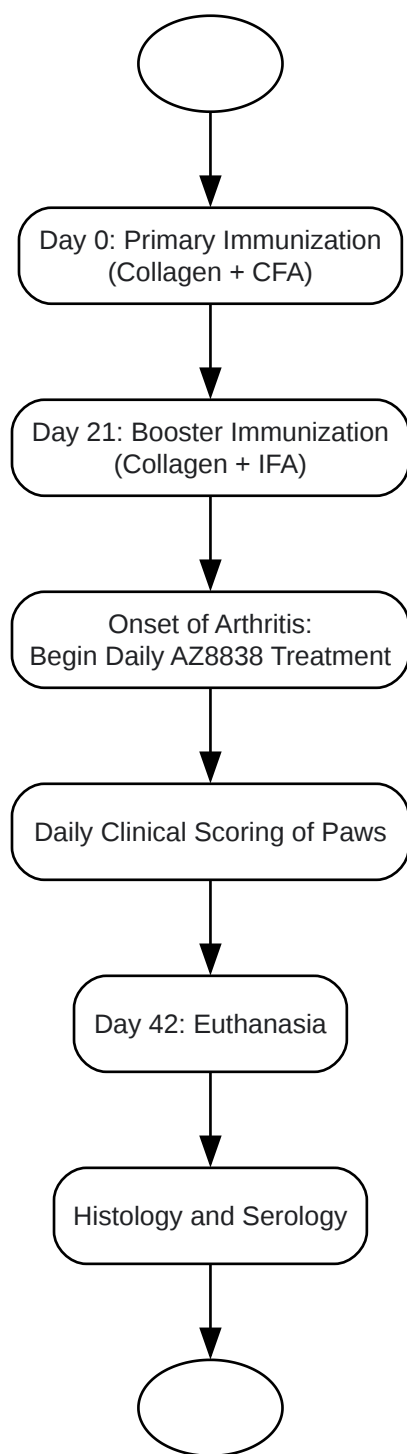 Day 0: Primary Immunization
(Collagen + CFA)
Day 21: Booster Immunization
(Collagen + IFA)
Onset of Arthritis:
Begin Daily AZ8838 Treatment
Daily Clinical Scoring of Paws
Day 42: Euthanasia
Histology and Serology